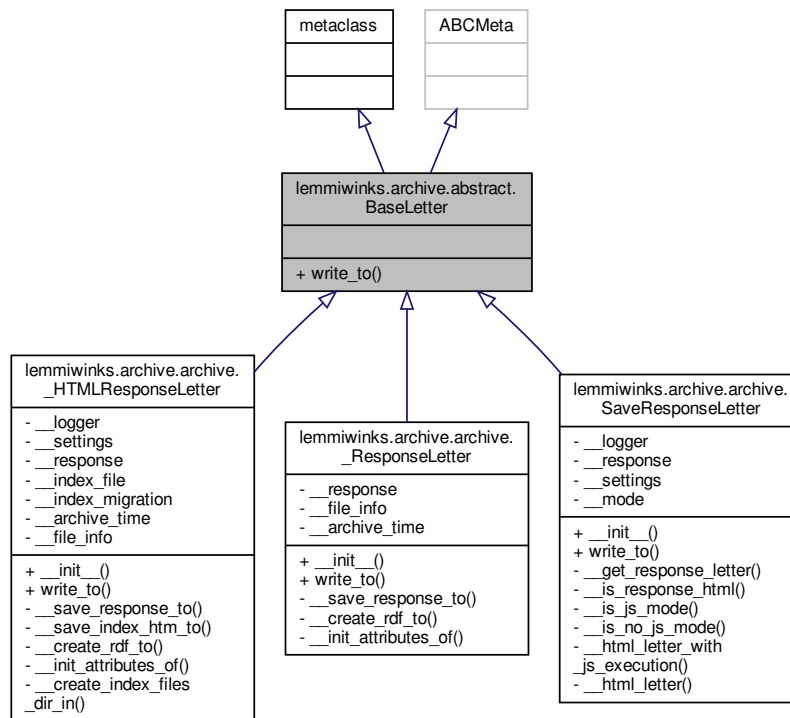 metaclass
ABCMeta
lemmiwinks.archive.abstract.
BaseLetter
+ write_to()
lemmiwinks.archive.archive.
_HTMLResponseLetter
- __logger
- __settings
- __response
- __index_file
- __index_migration
- __archive_time
- __file_info
+ __init__()
+ write_to()
- __save_response_to()
- __save_index_htm_to()
- __create_rdf_to()
- __init_attributes_of()
- __create_index_files
_dir_in()
lemmiwinks.archive.archive.
_ResponseLetter
- __response
- __file_info
- __archive_time
+ __init__()
+ write_to()
- __save_response_to()
- __create_rdf_to()
- __init_attributes_of()
lemmiwinks.archive.archive.
SaveResponseLetter
- __logger
- __response
- __settings
- __mode
+ __init__()
+ write_to()
- __get_response_letter()
- __is_response_html()
- __is_js_mode()
- __is_no_js_mode()
- __html_letter_with
_js_execution()
- __html_letter()